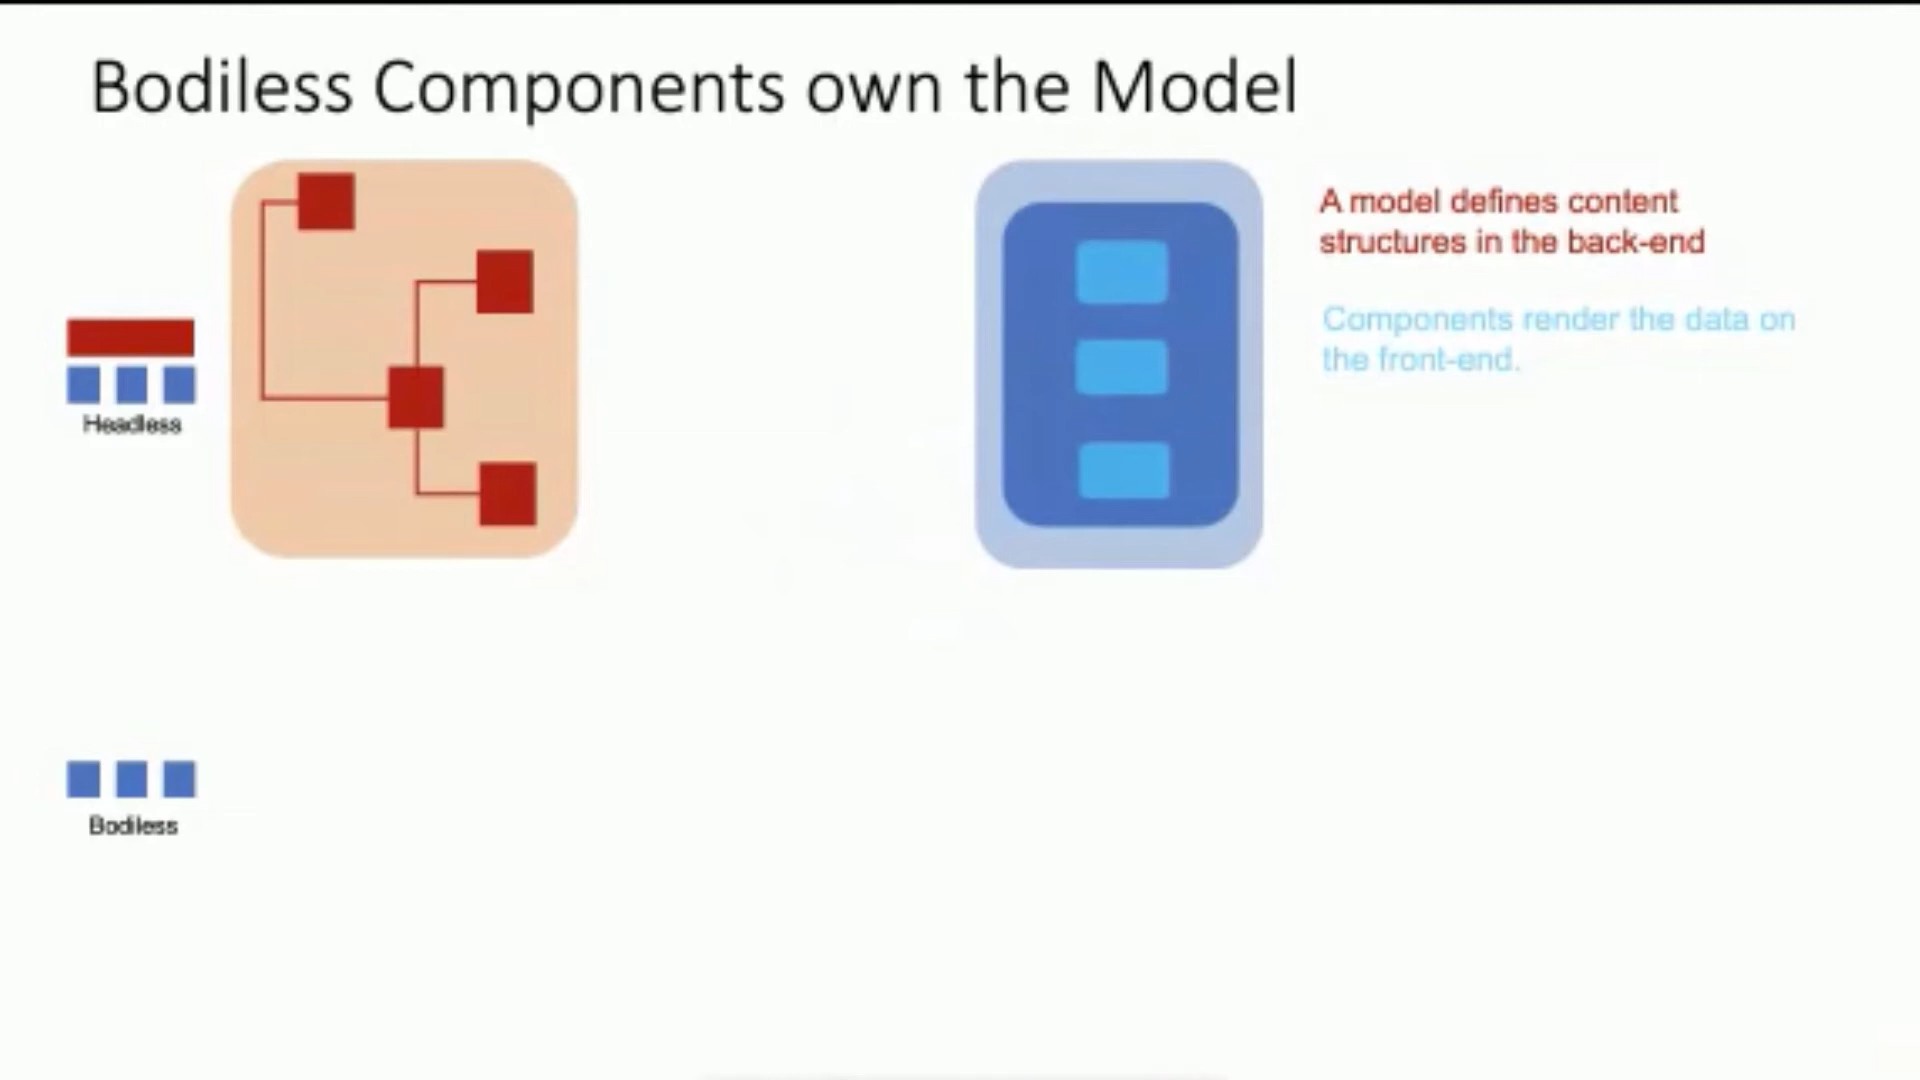 Bodiless Components own the Model
A model defines content
structures in the back-end
Components render the data on
the front-end.
Headless
Bodiless